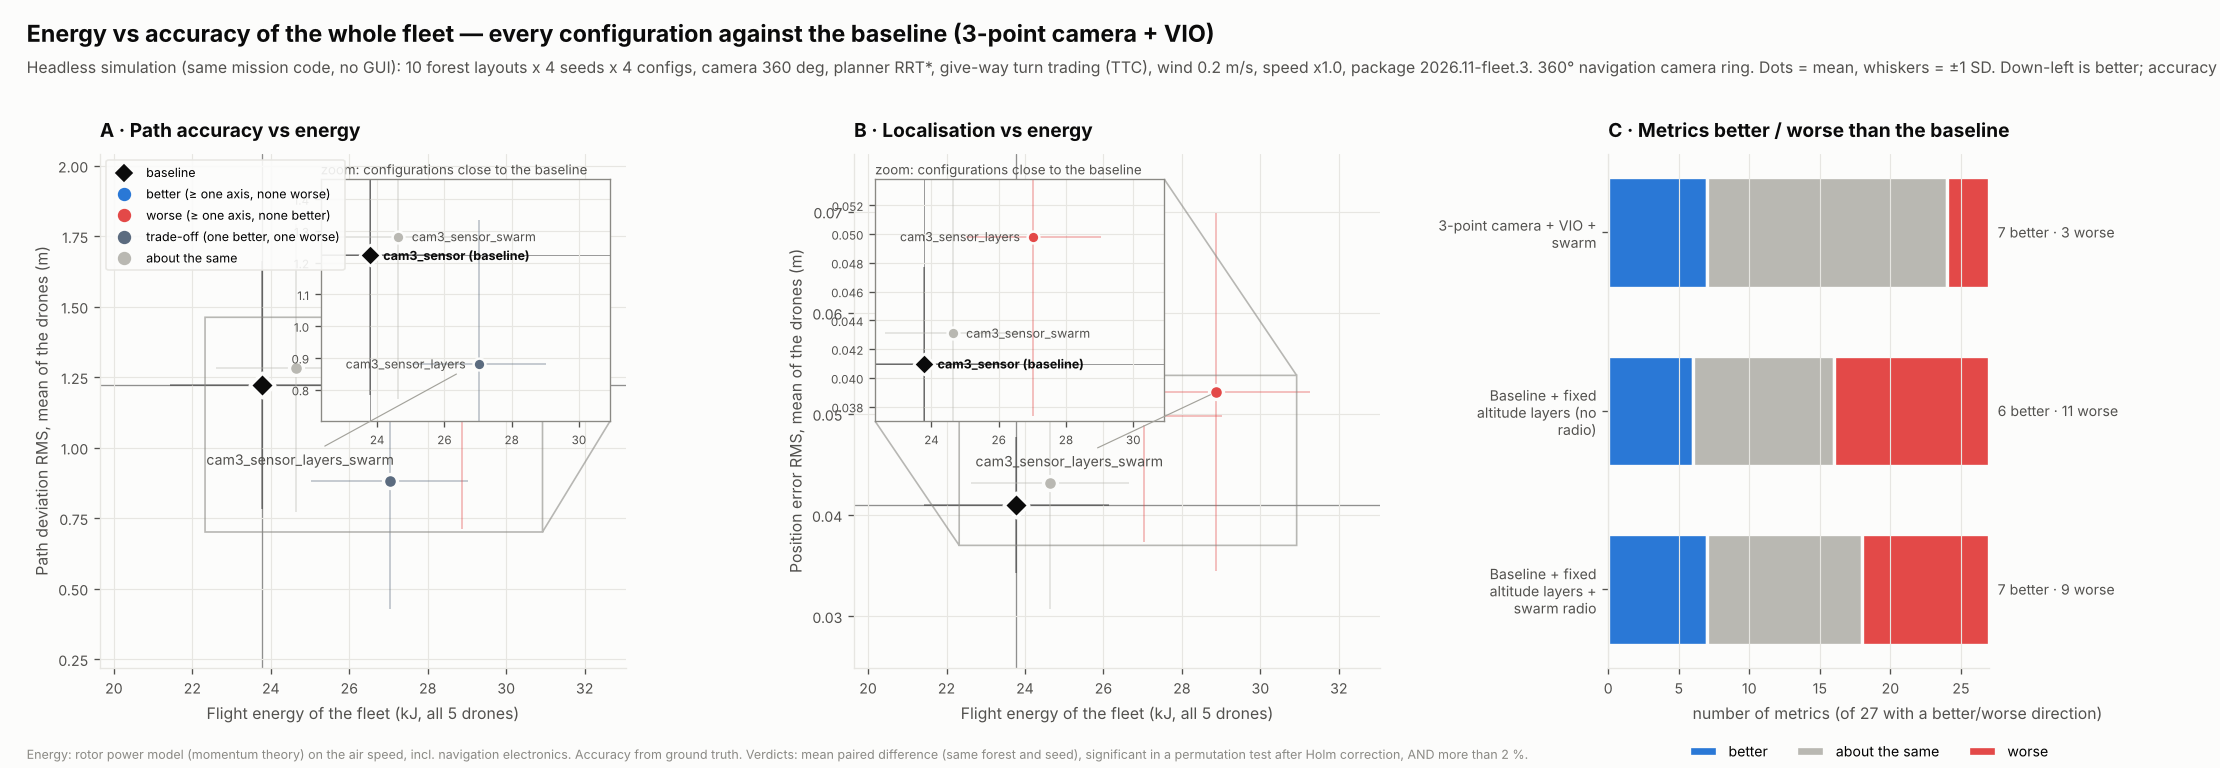 Energy vs accuracy of the whole fleet — every configuration against the baseline (3-point camera + VIO)
Headless simulation (same mission code, no GUI): 10 forest layouts x 4 seeds x 4 configs, camera 360 deg, planner RRT*, give-way turn trading (TTC), wind 0.2 m/s, speed x1.0, package 2026.11-fleet.3. 360° navigation camera ring. Dots = mean, whiskers = ±1 SD. Down-left is better; accuracy
A · Path accuracy vs energy
Path deviation RMS, mean of the drones (m)
2.00
1.75
1.50
1.25
1.00
0.75
0.50
0.25
baseline
better (≥ one axis, none worse)
worse (≥ one axis, none better)
trade-off (one better, one worse)
about the same
zoom: configurations close to the baseline
cam3_sensor_swarm
cam3_sensor (baseline)
cam3_sensor_layers
1.2
1.1
1.0
0.9
0.8
24 26 28 30
cam3_sensor_layers_swarm
20 22 24 26 28 30 32
Flight energy of the fleet (kJ, all 5 drones)
B · Localisation vs energy
Position error RMS, mean of the drones (m)
0.07
0.06
0.05
0.04
0.03
zoom: configurations close to the baseline
0.052
0.050
0.048
0.046
0.044
0.042
0.040
0.038
cam3_sensor_layers
cam3_sensor_swarm
cam3_sensor (baseline)
24 26 28 30
cam3_sensor_layers_swarm
20 22 24 26 28 30 32
Flight energy of the fleet (kJ, all 5 drones)
C · Metrics better / worse than the baseline
3-point camera + VIO +
swarm
7 better · 3 worse
Baseline + fixed
altitude layers (no
radio)
6 better · 11 worse
Baseline + fixed
altitude layers +
swarm radio
7 better · 9 worse
0 5 10 15 20 25
number of metrics (of 27 with a better/worse direction)
better about the same worse
Energy: rotor power model (momentum theory) on the air speed, incl. navigation electronics. Accuracy from ground truth. Verdicts: mean paired difference (same forest and seed), significant in a permutation test after Holm correction, AND more than 2 %.